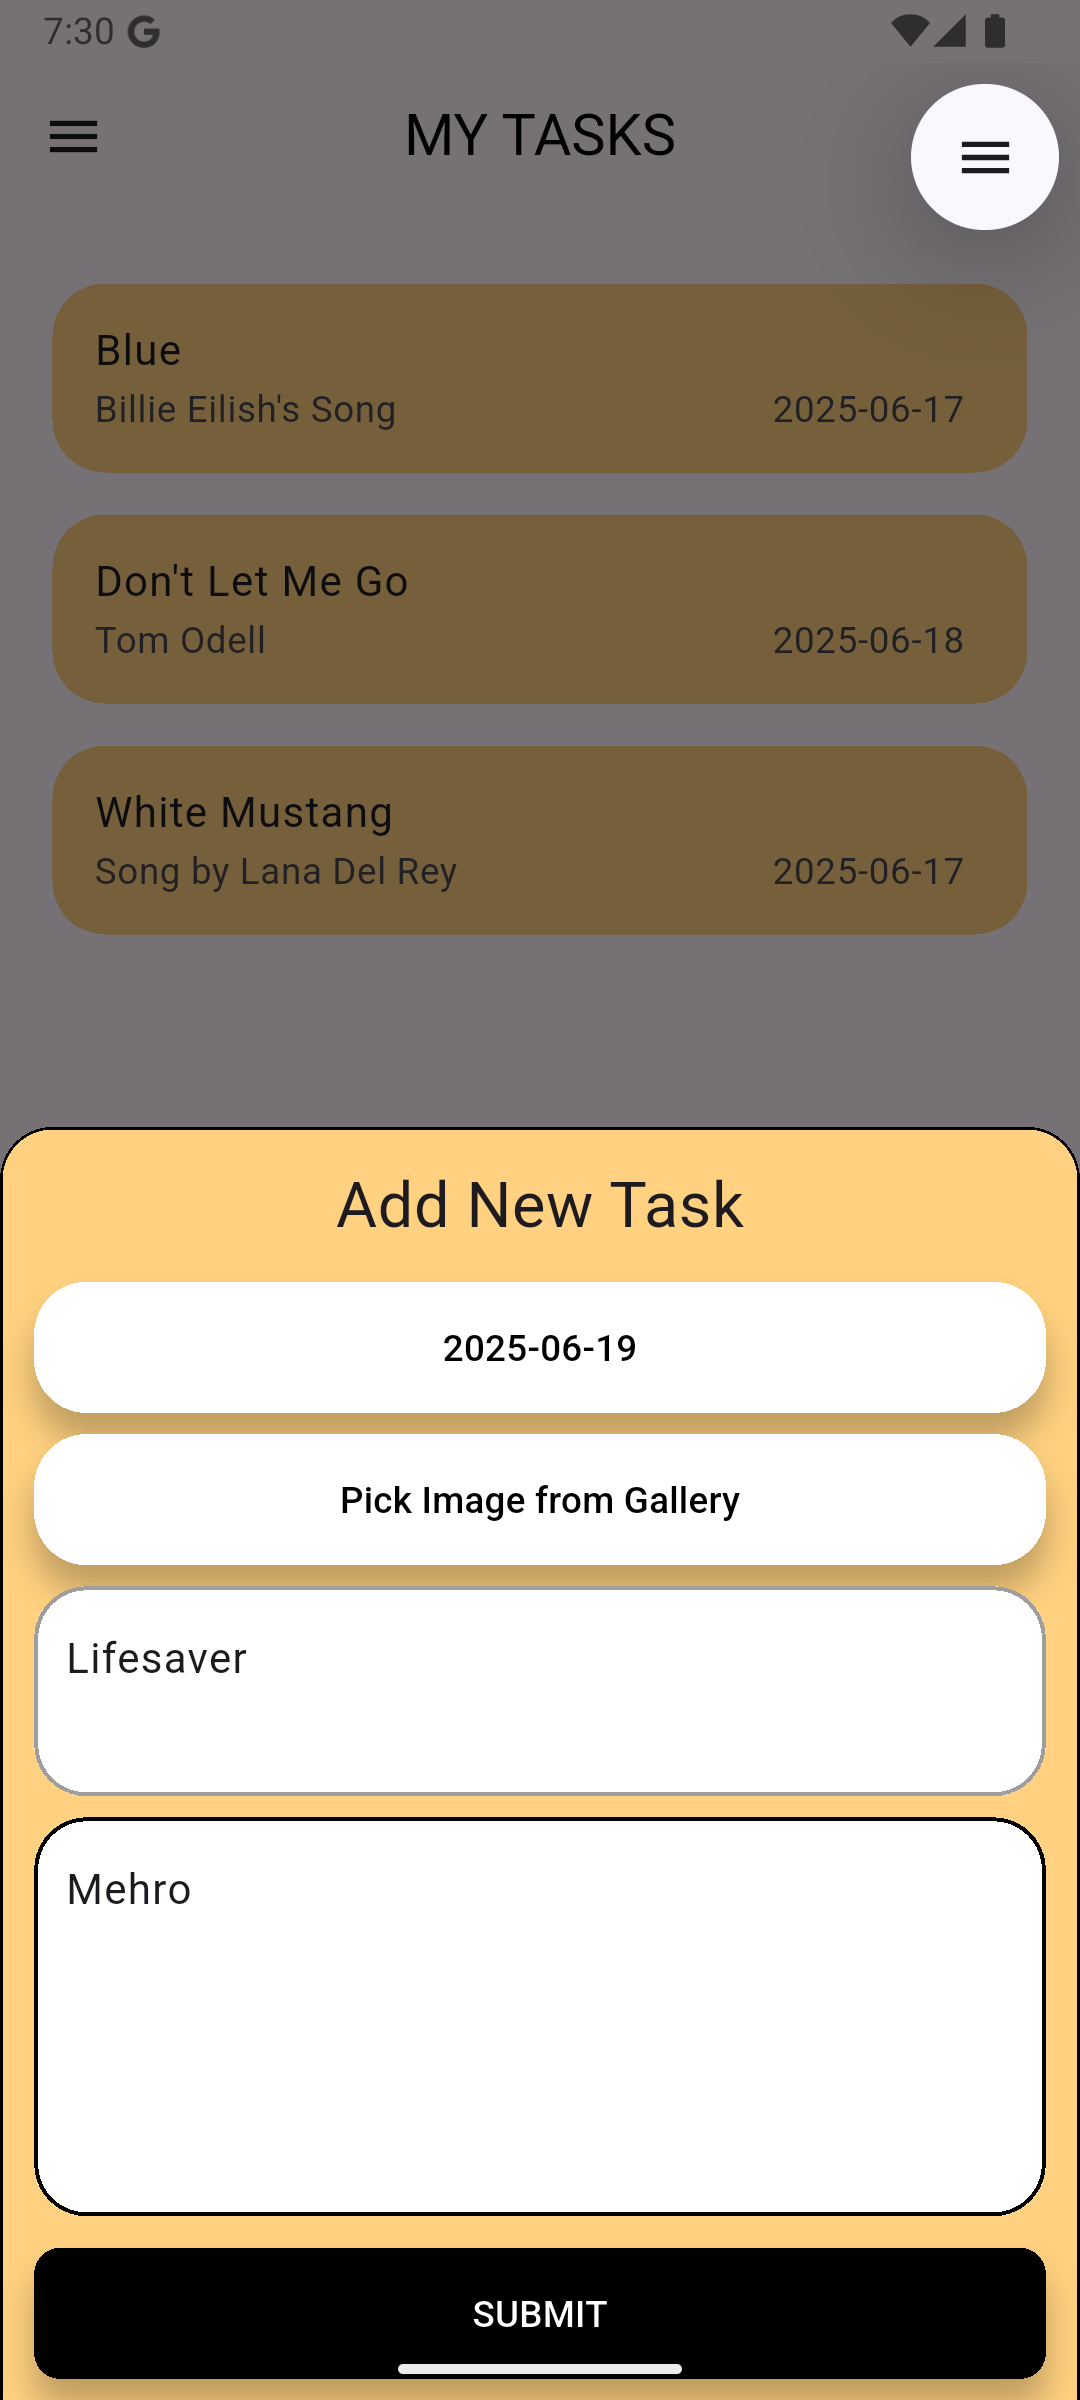 7:30
MY TASKS
Blue
Billie Eilish's Song 2025-06-17
Don't Let Me Go
Tom Odell 2025-06-18
White Mustang
Song by Lana Del Rey 2025-06-17
Add New Task
2025-06-19
Pick Image from Gallery
Lifesaver
Mehro
SUBMIT